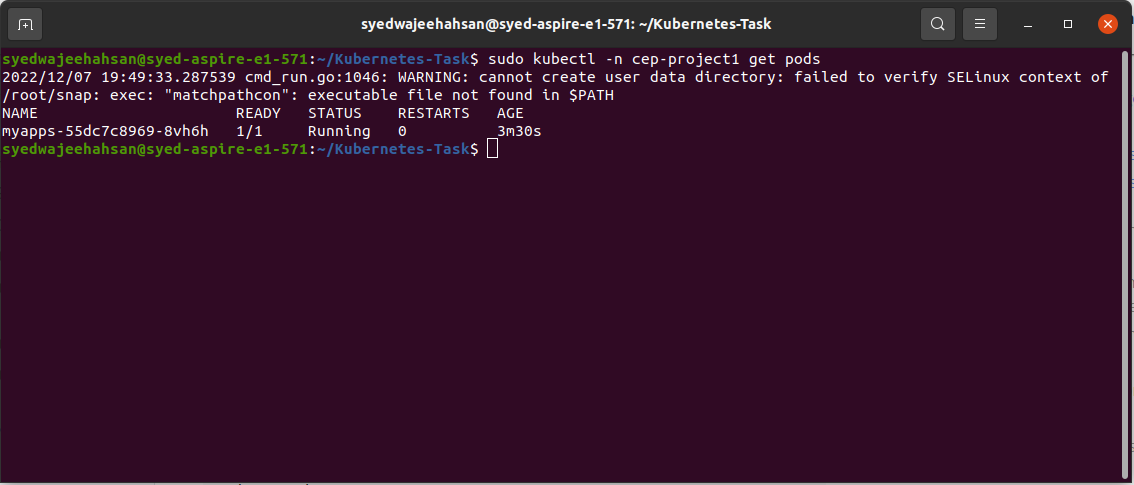 syedwajeehahsan@syed-aspire-e1-571: ~/Kubernetes-Task
syedwajeehahsan@syed-aspire-e1-571:~/Kubernetes-Task$ sudo kubectl -n cep-project1 get pods
2022/12/07 19:49:33.287539 cmd_run.go:1046: WARNING: cannot create user data directory: failed to verify SELinux context of
/root/snap: exec: "matchpathcon": executable file not found in $PATH
NAME READY STATUS RESTARTS AGE
myapps-55dc7c8969-8vh6h 1/1 Running 0 3m30s
syedwajeehahsan@syed-aspire-e1-571:~/Kubernetes-Task$